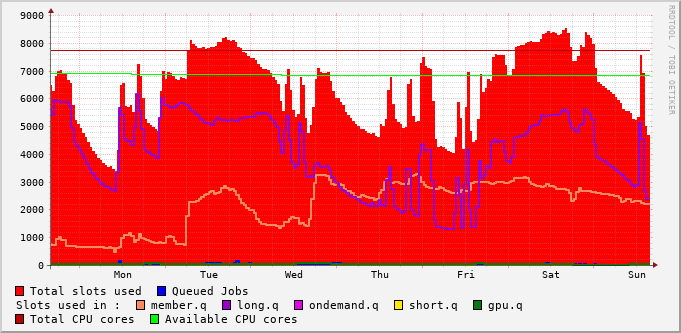 9000
8000
7000
6000
5000
4000
3000
2000
1000
0
Mon Tue Wed Thu Fri Sat Sun
RRDTOOL / TOBI OETIKER
Total slots used Queued Jobs
Slots used in : member.q long.q ondemand.q short.q gpu.q
Total CPU cores Available CPU cores